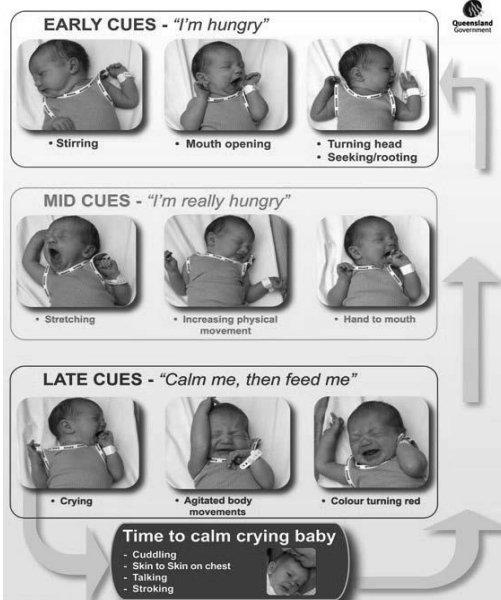 Queensland
Government
EARLY CUES - “I’m hungry”
• Stirring
• Mouth opening
• Turning head
• Seeking/rooting
MID CUES - “I’m really hungry”
• Stretching
• Increasing physical
movement
• Hand to mouth
LATE CUES - “Calm me, then feed me”
• Crying
• Agitated body
movements
• Colour turning red
Time to calm crying baby
- Cuddling
- Skin to Skin on chest
- Talking
- Stroking